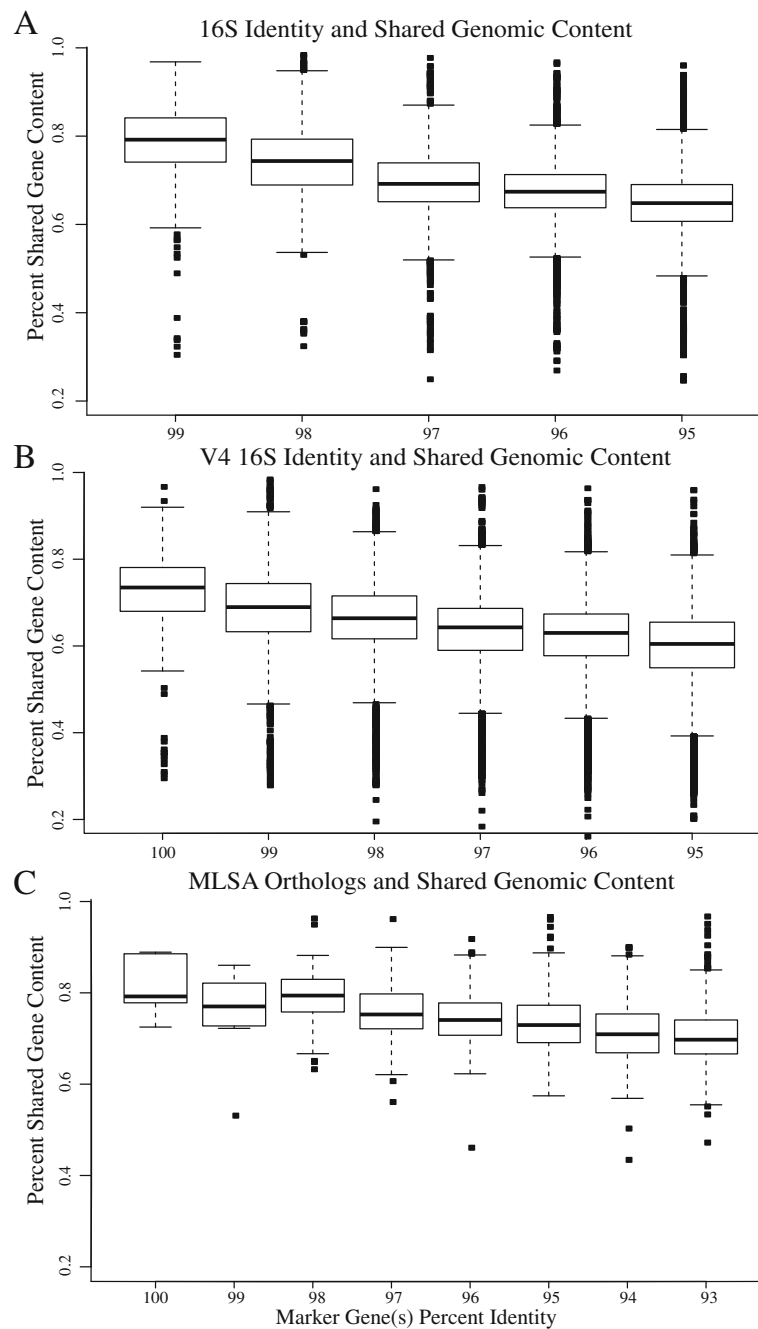 A
16S Identity and Shared Genomic Content
Percent Shared Gene Content
1.0
0.8
0.6
0.4
0.2
99 98 97 96 95
B
V4 16S Identity and Shared Genomic Content
Percent Shared Gene Content
1.0
0.8
0.6
0.4
0.2
100 99 98 97 96 95
C
MLSA Orthologs and Shared Genomic Content
Percent Shared Gene Content
1.0
0.8
0.6
0.4
0.2
100 99 98 97 96 95 94 93
Marker Gene(s) Percent Identity